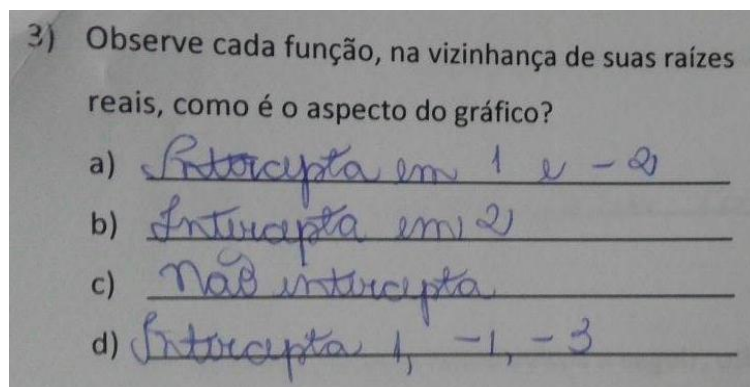 3) Observe cada função, na vizinhança de suas raízes
reais, como é o aspecto do gráfico?
a) Intercepta em 1 e -2
b) Intercepta em 2
c) Não intercepta
d) Intercepta 1, -1, -3